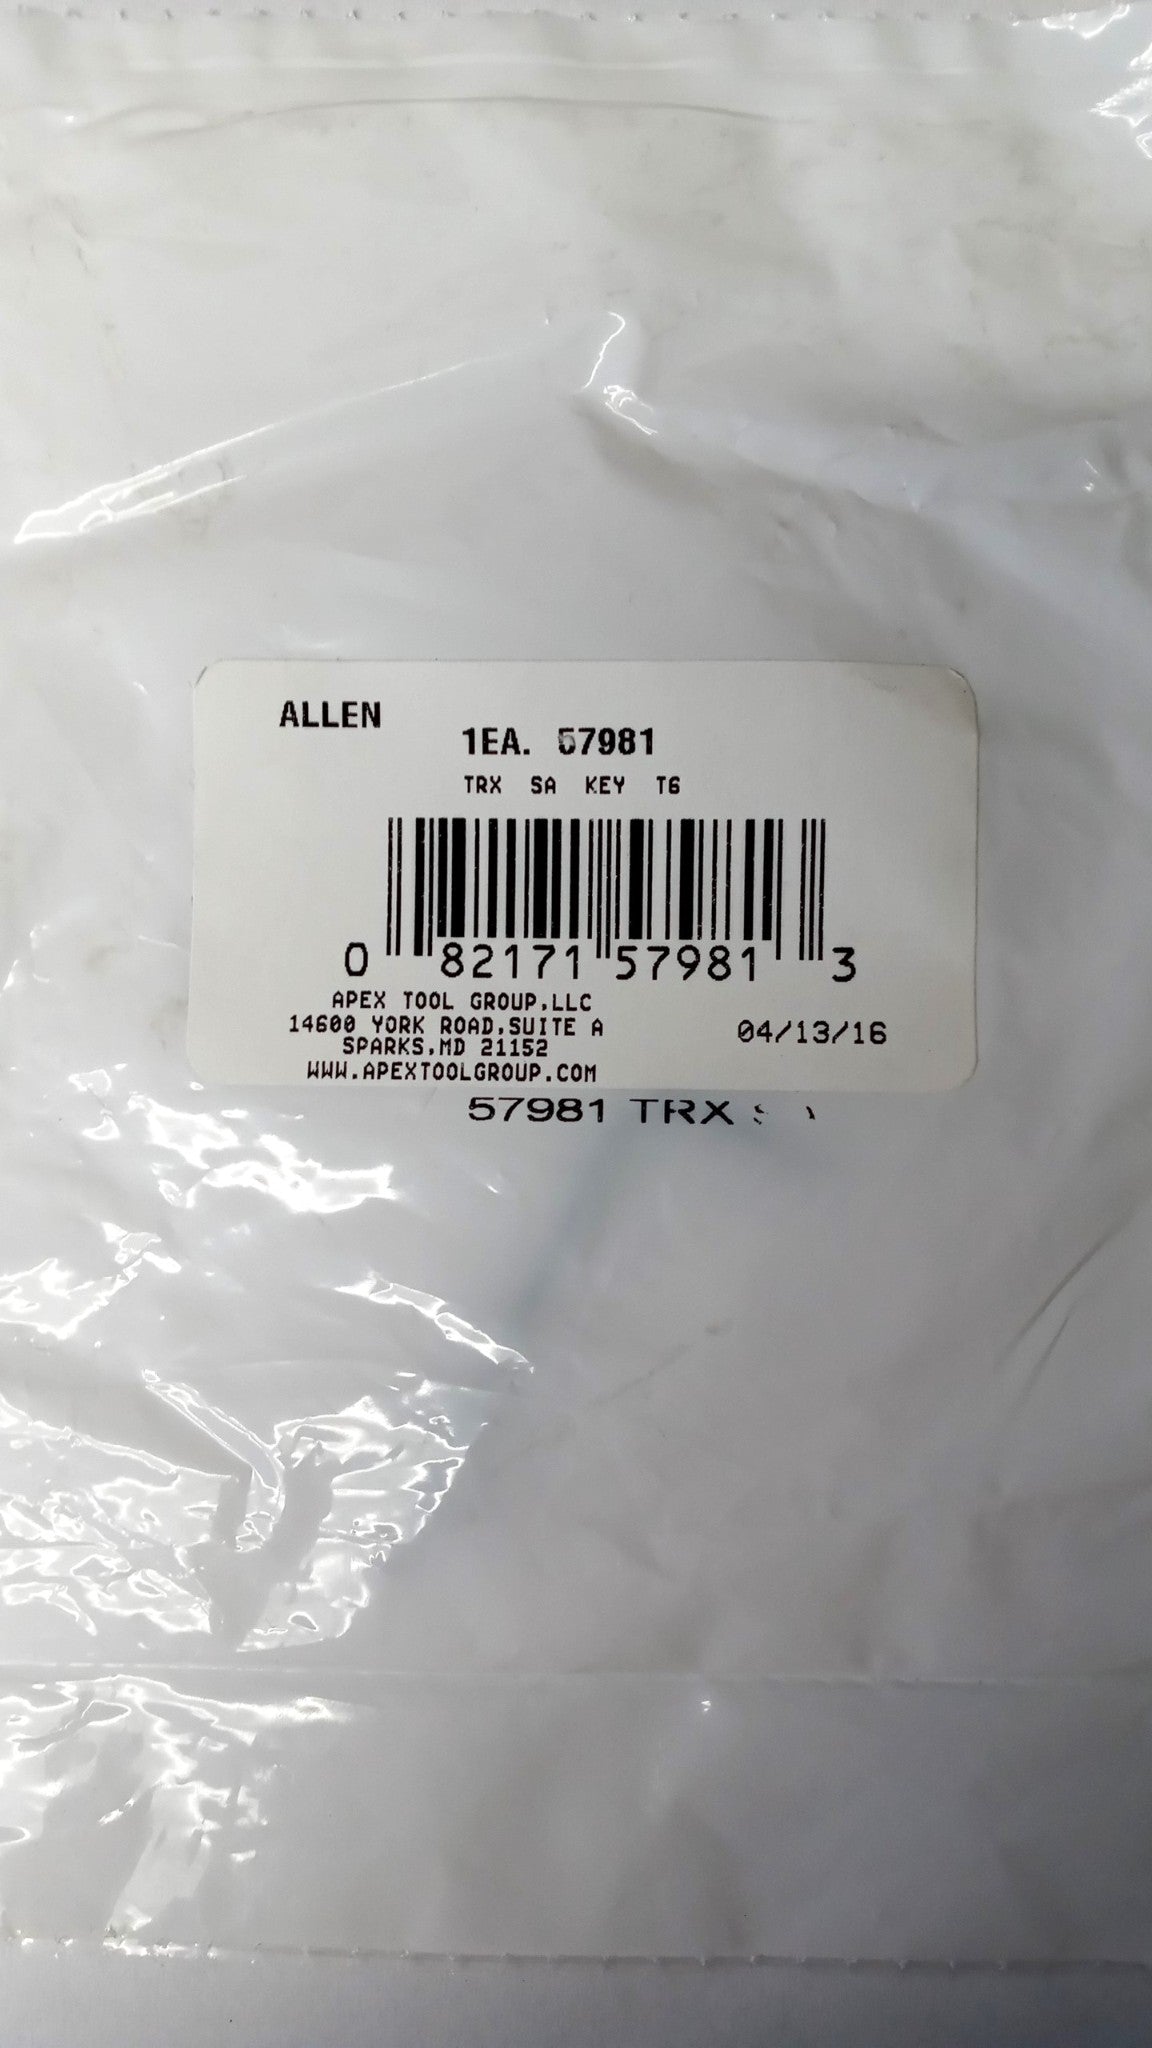 ALLEN
1EA. 57981
TRX SA KEY T6
0 82171 57981 3
APEX TOOL GROUP,LLC
14600 YORK ROAD,SUITE A
SPARKS,MD 21152
WWW.APEXTOOLGROUP.COM
04/13/16
57981 TRX